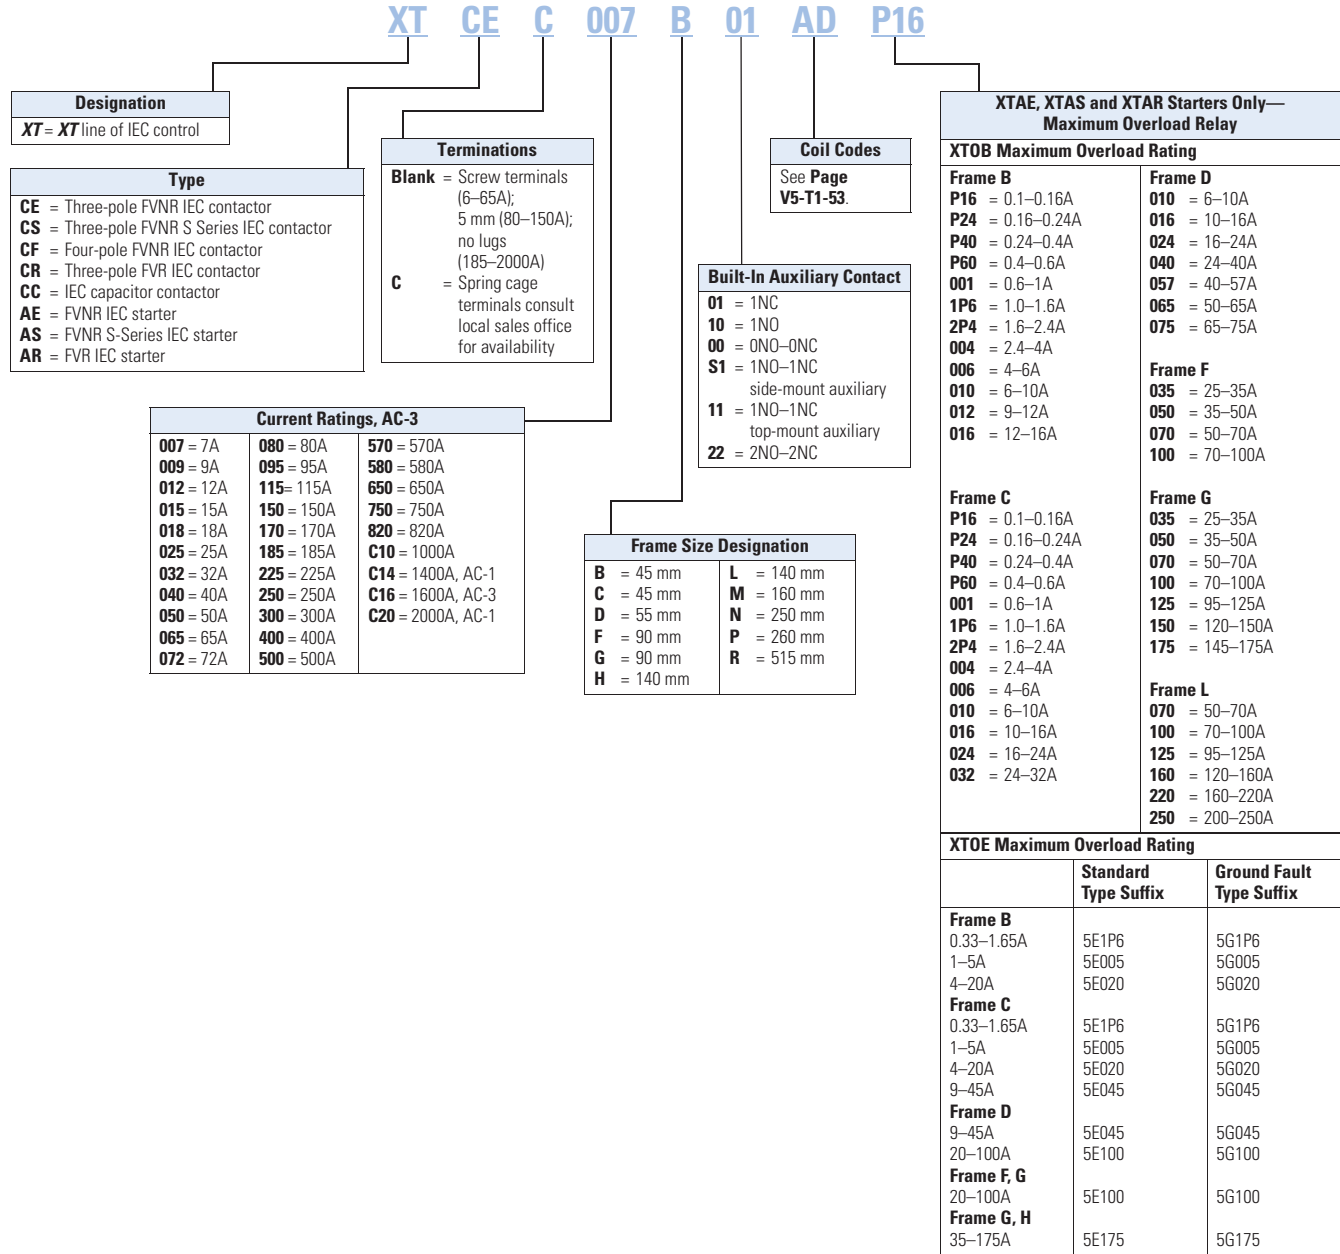 XT CE C 007 B 01 AD P16
Designation
XT = XT line of IEC control
Type
CE = Three-pole FVNR IEC contactor
CS = Three-pole FVNR S Series IEC contactor
CF = Four-pole FVNR IEC contactor
CR = Three-pole FVR IEC contactor
CC = IEC capacitor contactor
AE = FVNR IEC starter
AS = FVNR S-Series IEC starter
AR = FVR IEC starter
Terminations
Blank = Screw terminals
(6–65A);
5 mm (80–150A);
no lugs
(185–2000A)
C = Spring cage
terminals consult
local sales office
for availability
Coil Codes
See Page
V5-T1-53.
Built-In Auxiliary Contact
01 = 1NC
10 = 1NO
00 = 0NO–0NC
S1 = 1NO–1NC
side-mount auxiliary
11 = 1NO–1NC
top-mount auxiliary
22 = 2NO–2NC
Current Ratings, AC-3
007 = 7A
009 = 9A
012 = 12A
015 = 15A
018 = 18A
025 = 25A
032 = 32A
040 = 40A
050 = 50A
065 = 65A
072 = 72A
080 = 80A
095 = 95A
115= 115A
150 = 150A
170 = 170A
185 = 185A
225 = 225A
250 = 250A
300 = 300A
400 = 400A
500 = 500A
570 = 570A
580 = 580A
650 = 650A
750 = 750A
820 = 820A
C10 = 1000A
C14 = 1400A, AC-1
C16 = 1600A, AC-3
C20 = 2000A, AC-1
Frame Size Designation
B = 45 mm
C = 45 mm
D = 55 mm
F = 90 mm
G = 90 mm
H = 140 mm
L = 140 mm
M = 160 mm
N = 250 mm
P = 260 mm
R = 515 mm
XTAE, XTAS and XTAR Starters Only—
Maximum Overload Relay
XTOB Maximum Overload Rating
Frame B
P16 = 0.1–0.16A
P24 = 0.16–0.24A
P40 = 0.24–0.4A
P60 = 0.4–0.6A
001 = 0.6–1A
1P6 = 1.0–1.6A
2P4 = 1.6–2.4A
004 = 2.4–4A
006 = 4–6A
010 = 6–10A
012 = 9–12A
016 = 12–16A
Frame C
P16 = 0.1–0.16A
P24 = 0.16–0.24A
P40 = 0.24–0.4A
P60 = 0.4–0.6A
001 = 0.6–1A
1P6 = 1.0–1.6A
2P4 = 1.6–2.4A
004 = 2.4–4A
006 = 4–6A
010 = 6–10A
016 = 10–16A
024 = 16–24A
032 = 24–32A
Frame D
010 = 6–10A
016 = 10–16A
024 = 16–24A
040 = 24–40A
057 = 40–57A
065 = 50–65A
075 = 65–75A
Frame F
035 = 25–35A
050 = 35–50A
070 = 50–70A
100 = 70–100A
Frame G
035 = 25–35A
050 = 35–50A
070 = 50–70A
100 = 70–100A
125 = 95–125A
150 = 120–150A
175 = 145–175A
Frame L
070 = 50–70A
100 = 70–100A
125 = 95–125A
160 = 120–160A
220 = 160–220A
250 = 200–250A
XTOE Maximum Overload Rating
Standard
Type Suffix
Ground Fault
Type Suffix
Frame B
0.33–1.65A 5E1P6 5G1P6
1–5A 5E005 5G005
4–20A 5E020 5G020
Frame C
0.33–1.65A 5E1P6 5G1P6
1–5A 5E005 5G005
4–20A 5E020 5G020
9–45A 5E045 5G045
Frame D
9–45A 5E045 5G045
20–100A 5E100 5G100
Frame F, G
20–100A 5E100 5G100
Frame G, H
35–175A 5E175 5G175